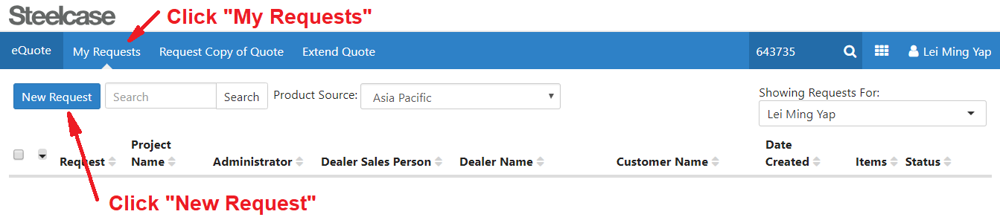 Steelcase
Click "My Requests"
eQuote My Requests Request Copy of Quote Extend Quote 643735 Lei Ming Yap
New Request Search Search Product Source: Asia Pacific
Showing Requests For:
Lei Ming Yap
Request Project Name Administrator Dealer Sales Person Dealer Name Customer Name Date Created Items Status
Click "New Request"